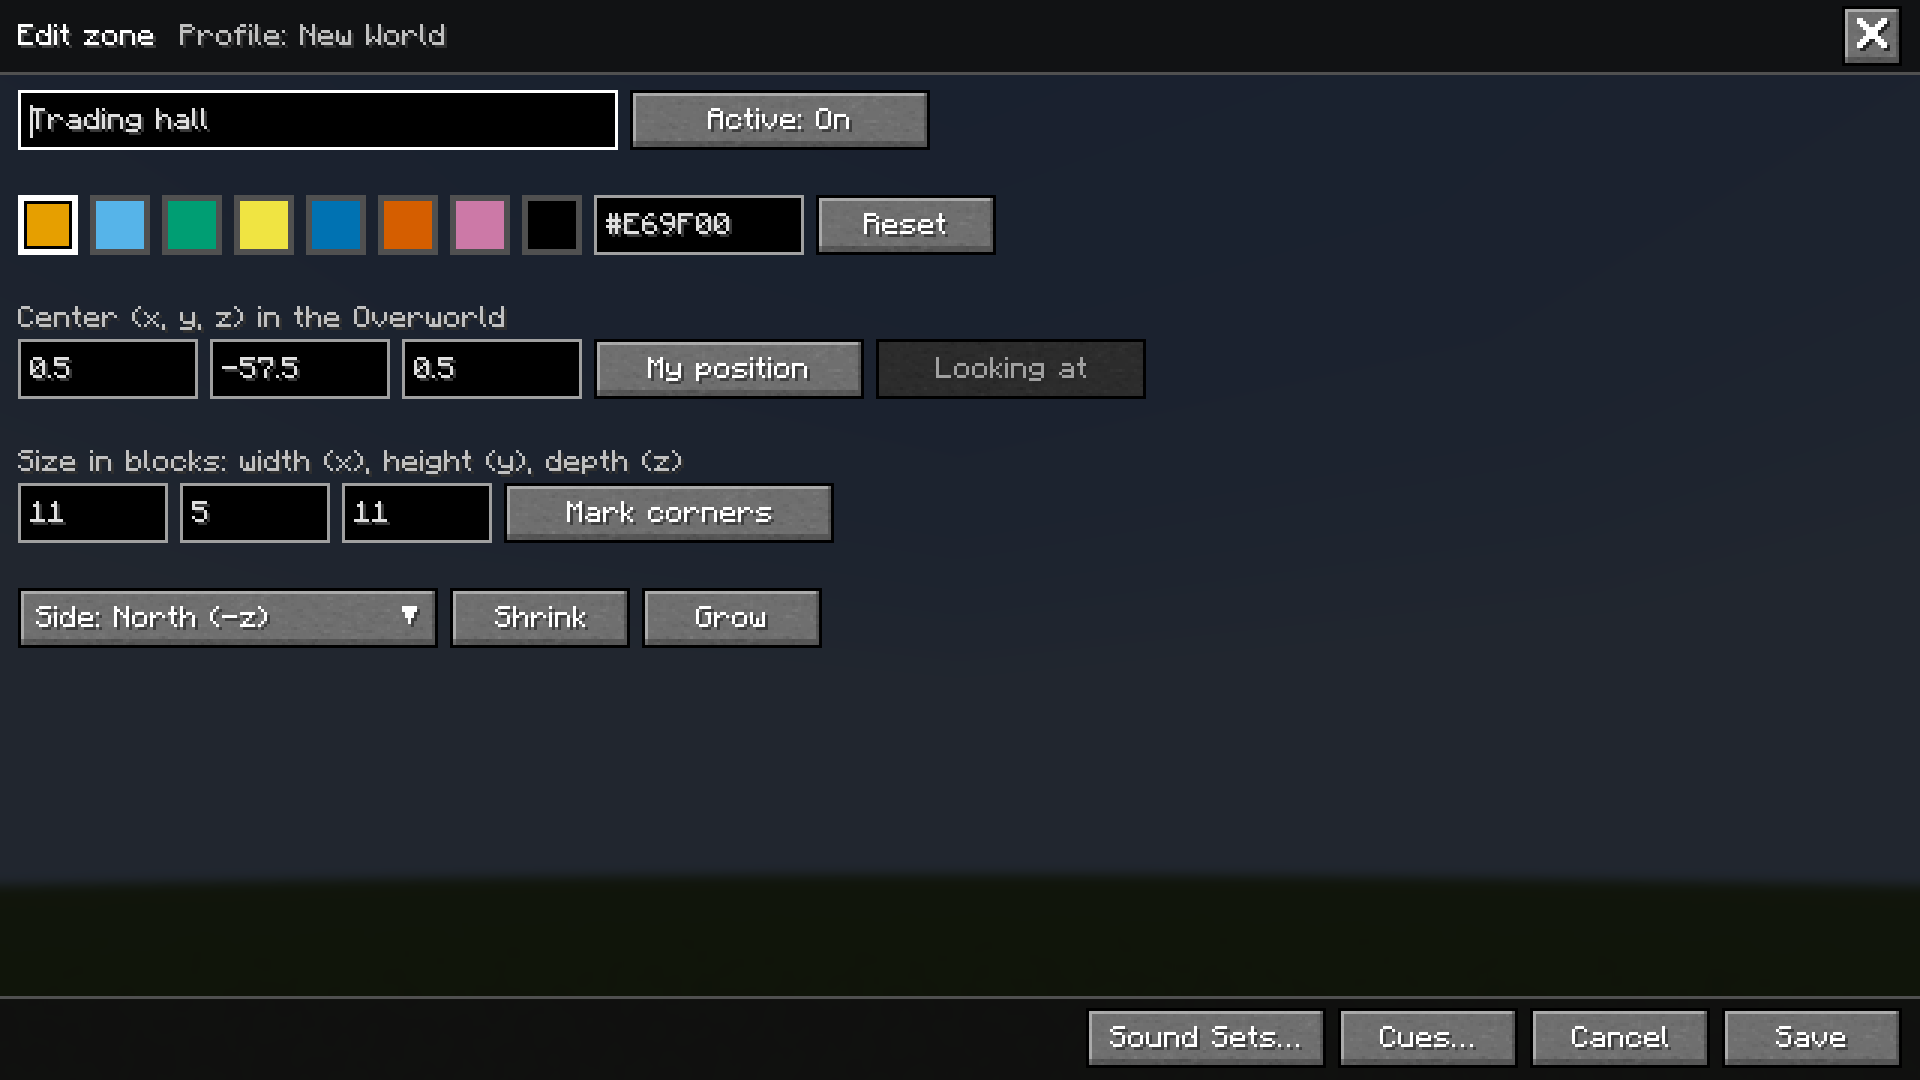 Edit zone Profile: New World
Trading hall Active: On
#E69F00 Reset
Center (x, y, z) in the Overworld
0.5 -57.5 0.5 My position Looking at
Size in blocks: width (x), height (y), depth (z)
11 5 11 Mark corners
Side: North (-z) ▼ Shrink Grow
Sound Sets... Cues... Cancel Save